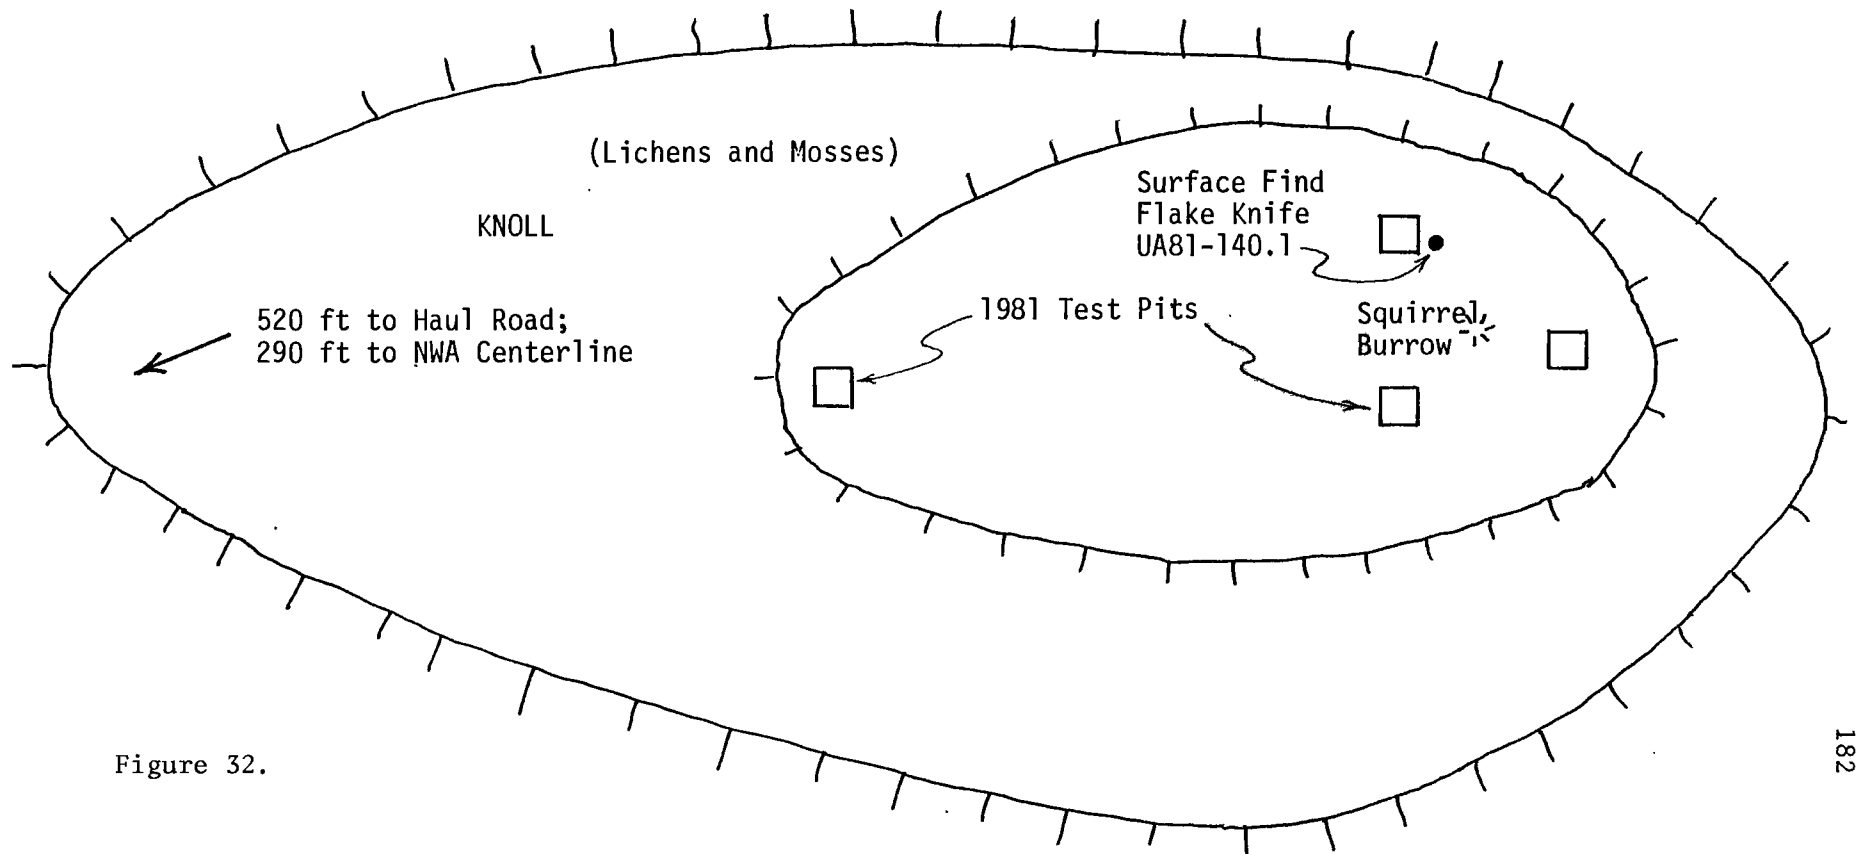 (Lichens and Mosses)
KNOLL
Surface Find
Flake Knife
UA81-140.1
520 ft to Haul Road;
290 ft to NWA Centerline
1981 Test Pits
Squirrel
Burrow
Figure 32.
182